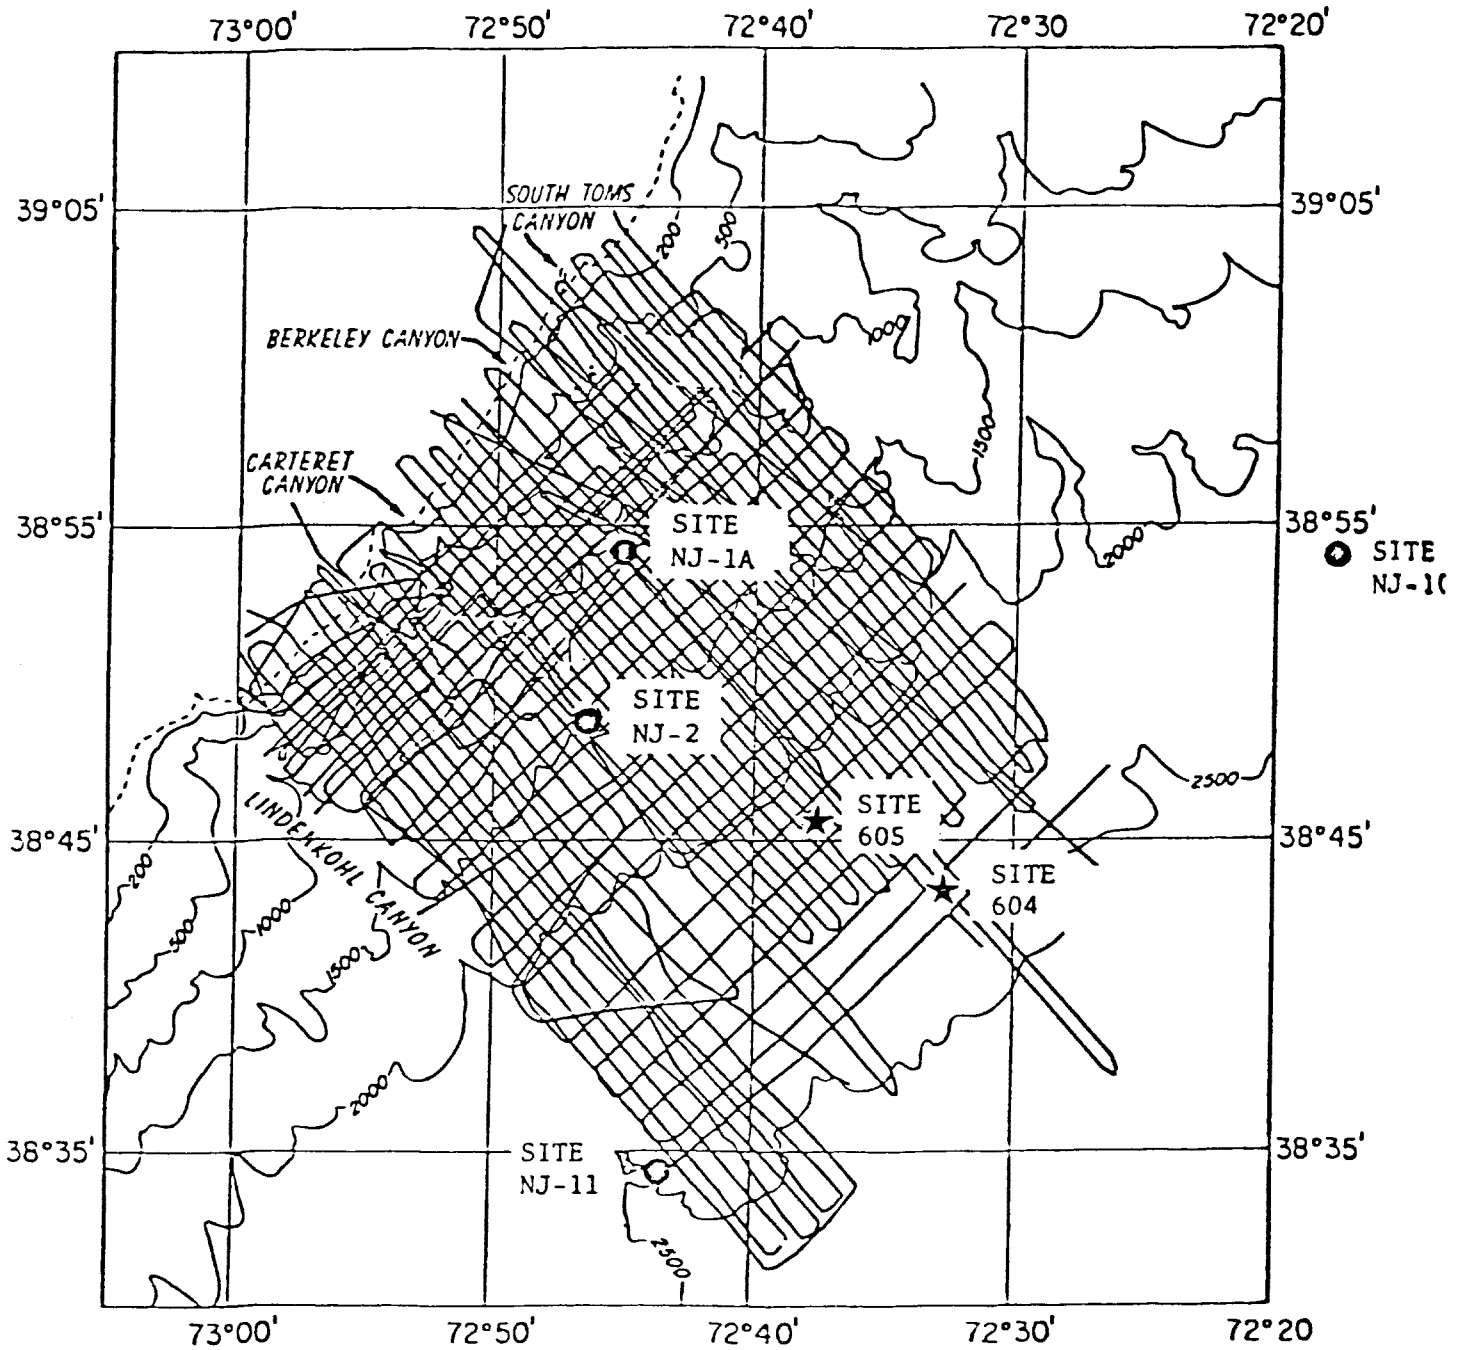 73°00' 72°50' 72°40' 72°30' 72°20'
SOUTH TOMS
CANYON
39°05' 39°05'
200
500
BERKELEY CANYON
1000
1500
CARTERET
CANYON
38°55' 38°55'
SITE
NJ-1A
2000
SITE
NJ-1(
SITE
NJ-2
2500
LINDENKOHL CANYON
SITE
605
38°45' 38°45'
200
SITE
604
500
1000
1500
2000
38°35' 38°35'
SITE
NJ-11
2500
73°00' 72°50' 72°40' 72°30' 72°20'